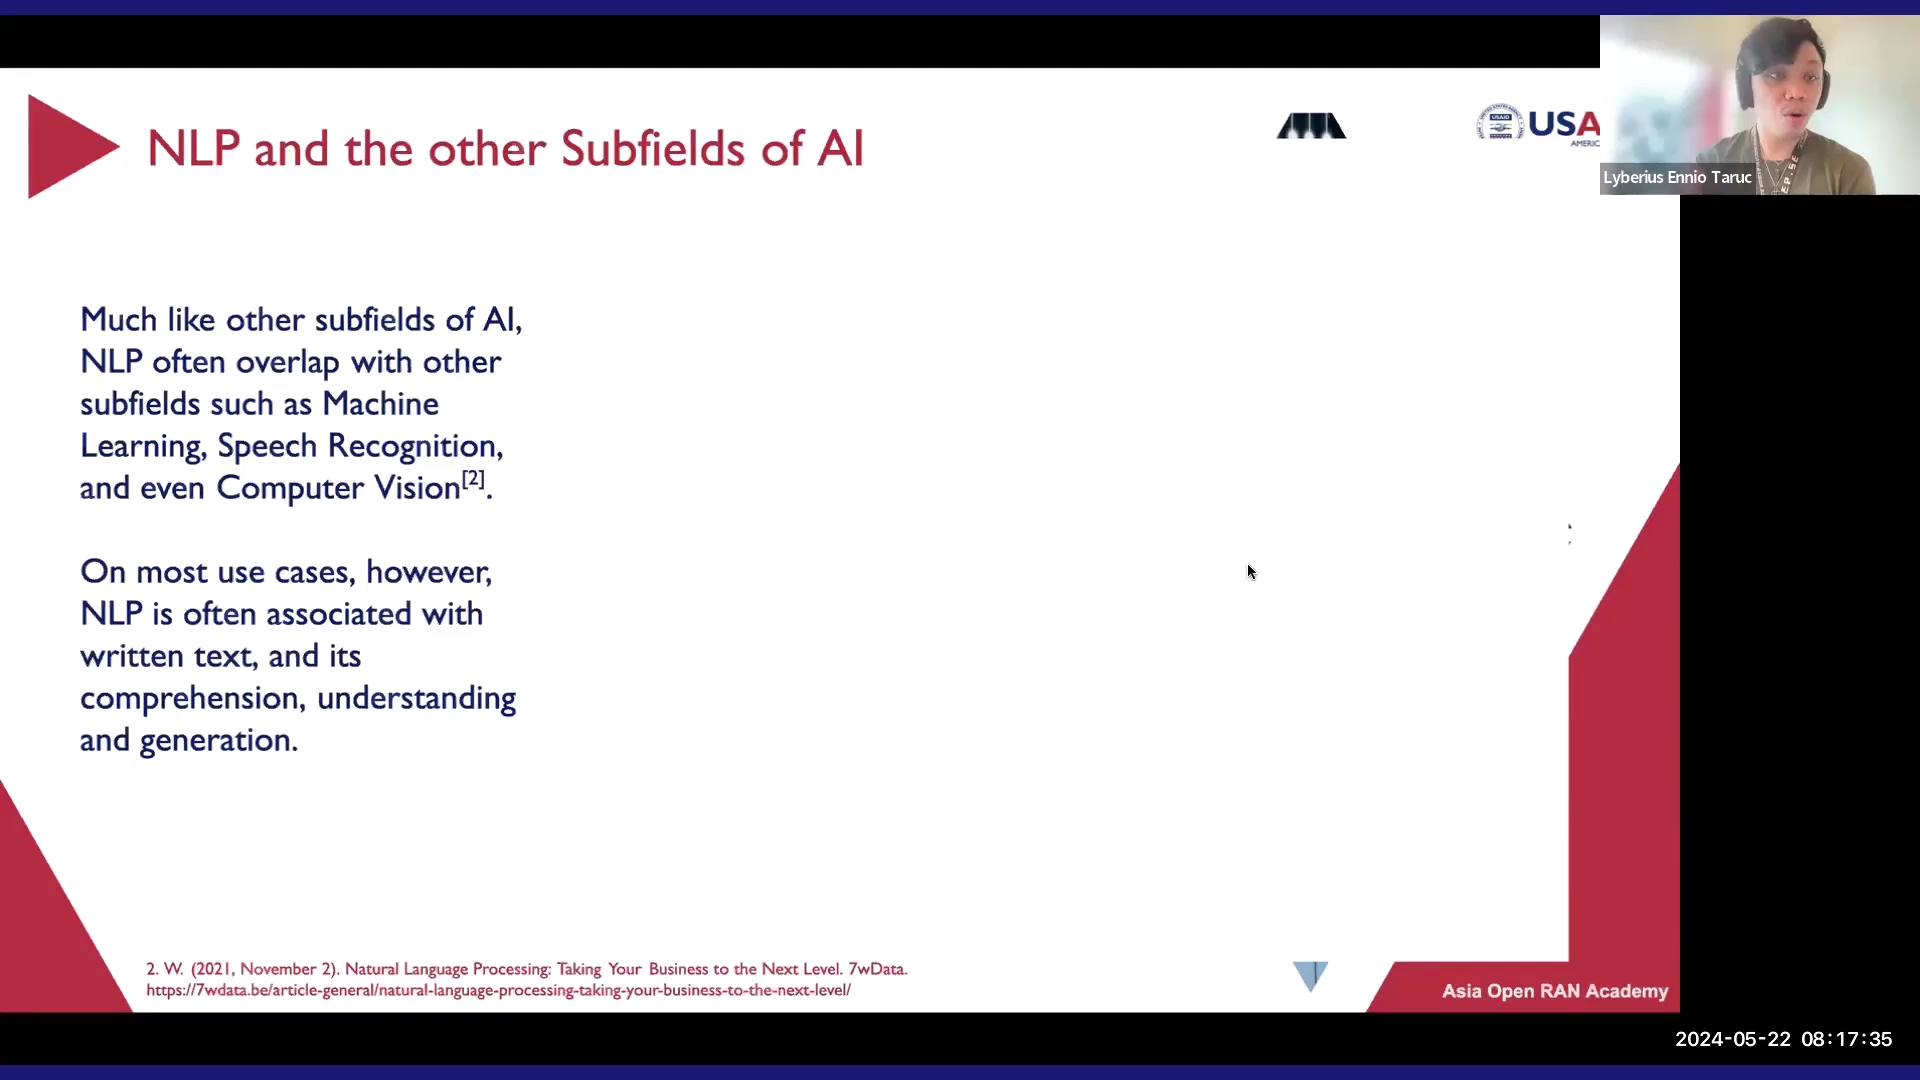 NLP and the other Subfields of AI
USAID
USA
AMERIC
Lyberius Ennio Taruc
Much like other subfields of AI,
NLP often overlap with other
subfields such as Machine
Learning, Speech Recognition,
and even Computer Vision[2].
On most use cases, however,
NLP is often associated with
written text, and its
comprehension, understanding
and generation.
2. W. (2021, November 2). Natural Language Processing: Taking Your Business to the Next Level. 7wData.
https://7wdata.be/article-general/natural-language-processing-taking-your-business-to-the-next-level/
Asia Open RAN Academy
2024-05-22 08:17:35